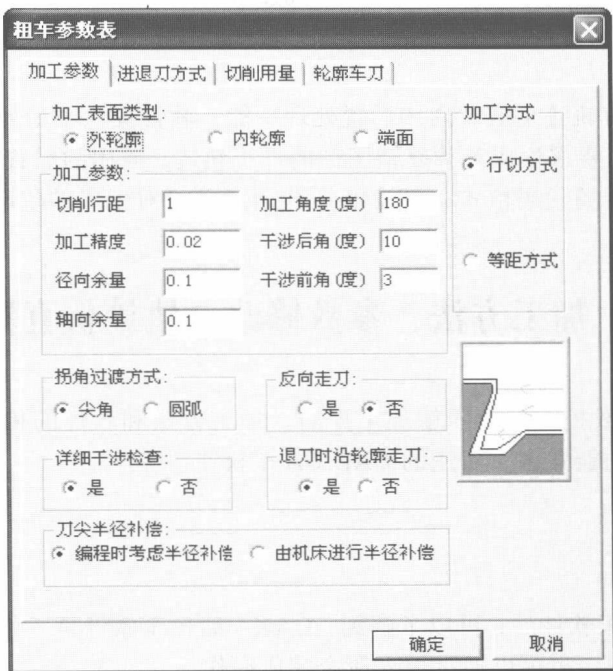 粗车参数表
加工参数 进退刀方式 切削用量 轮廓车刀
加工表面类型:
外轮廓 内轮廓 端面
加工方式
行切方式
等距方式
加工参数:
切削行距 1 加工角度(度) 180
加工精度 0.02 干涉后角(度) 10
径向余量 0.1 干涉前角(度) 3
轴向余量 0.1
拐角过渡方式:
尖角 圆弧
反向走刀:
是 否
详细干涉检查:
是 否
退刀时沿轮廓走刀:
是 否
刀尖半径补偿:
编程时考虑半径补偿 由机床进行半径补偿
确定 取消